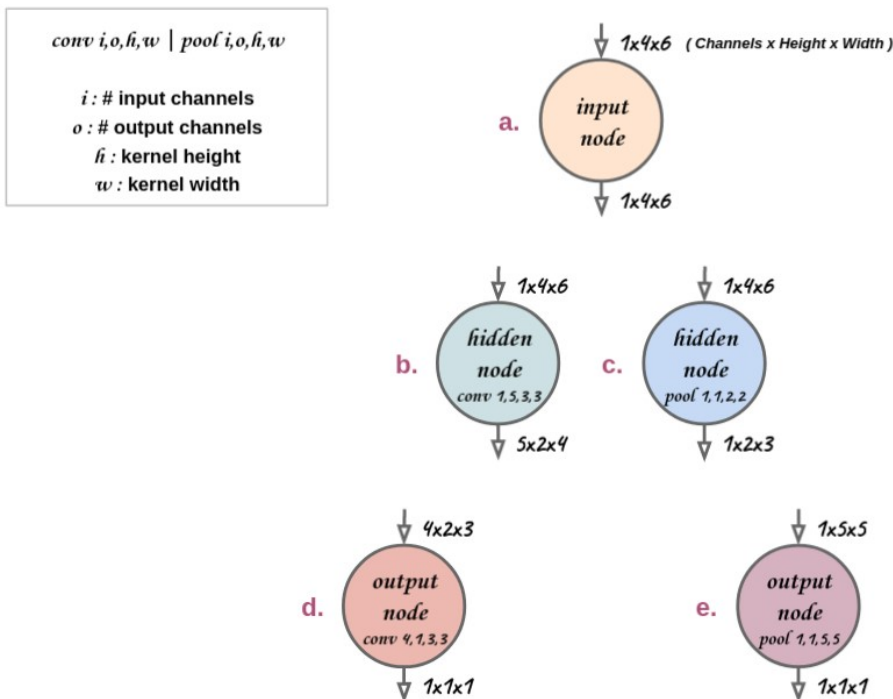 conv i,o,h,w | pool i,o,h,w
i : # input channels
o : # output channels
h : kernel height
w : kernel width
1x4x6 ( Channels x Height x Width )
a.
input
node
1x4x6
1x4x6
b.
hidden
node
conv 1,5,3,3
5x2x4
1x4x6
c.
hidden
node
pool 1,1,2,2
1x2x3
4x2x3
d.
output
node
conv 4,1,3,3
1x1x1
1x5x5
e.
output
node
pool 1,1,5,5
1x1x1